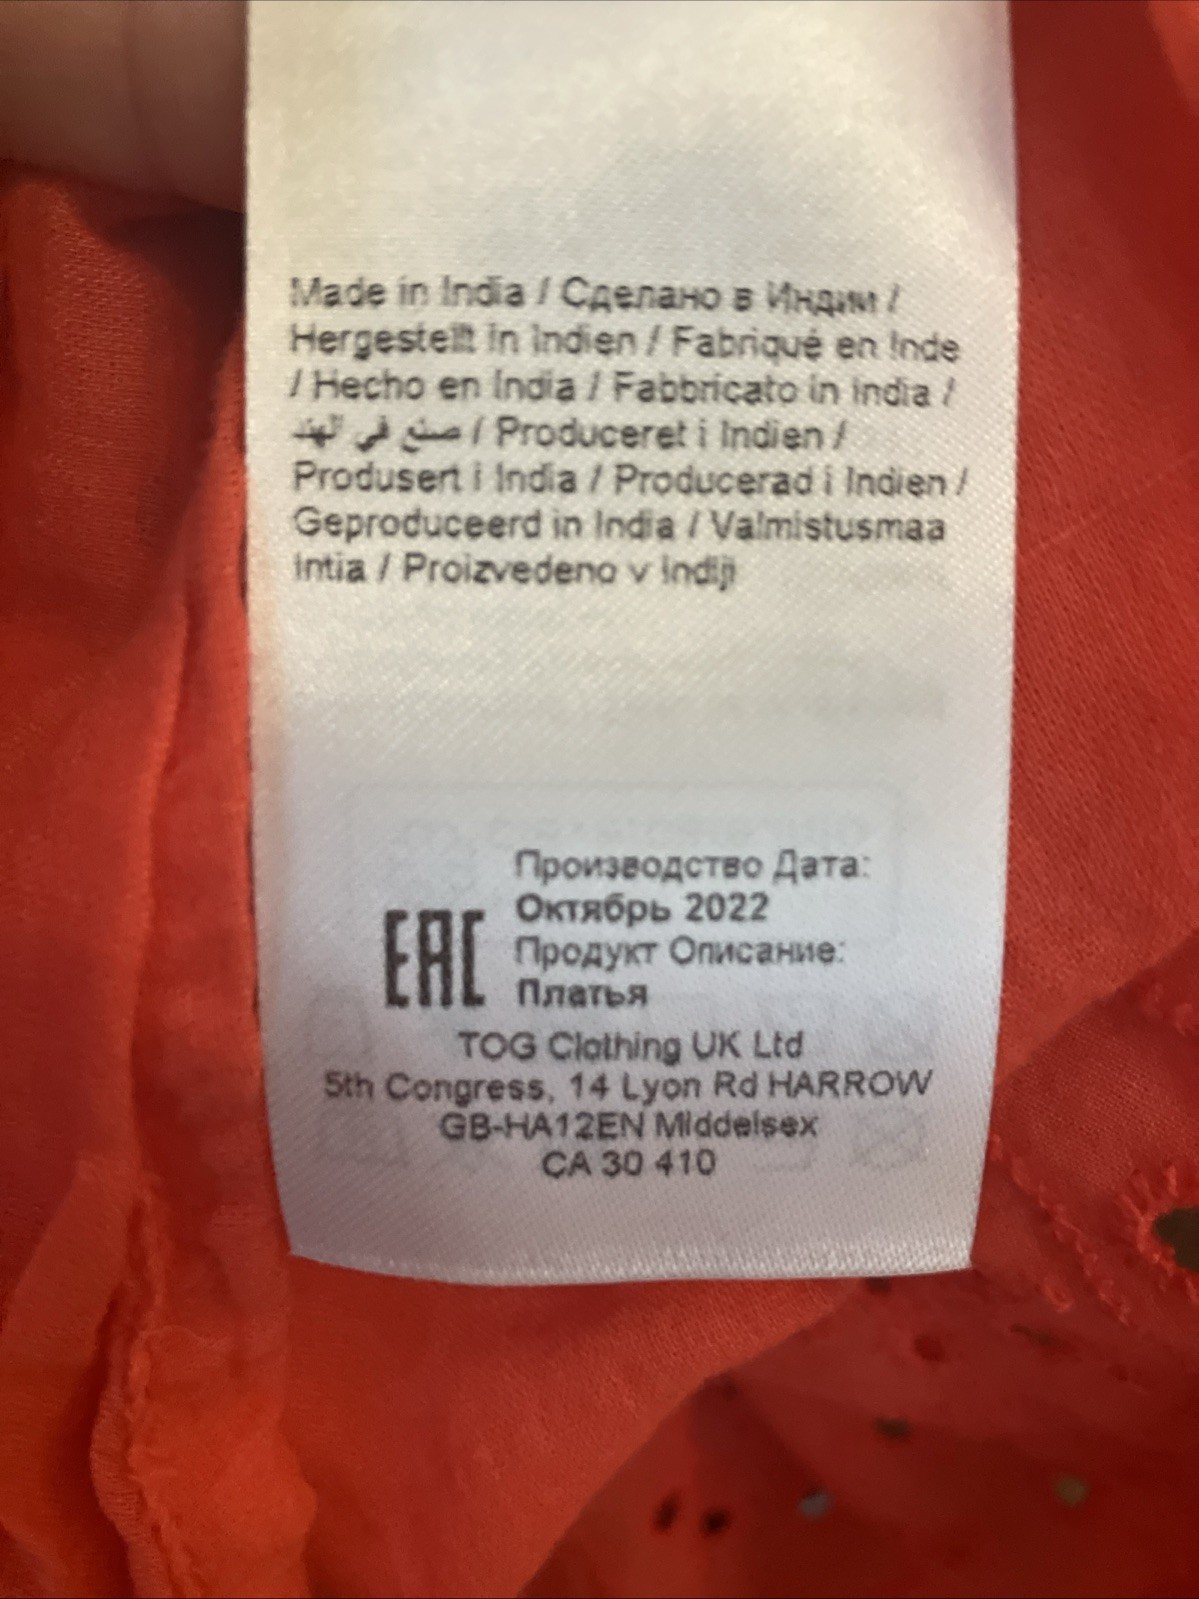 Made in India / Сделано в Индии /
Hergestellt in Indien / Fabriqué en Inde
/ Hecho en India / Fabbricato in India /
صنع في الهند / Produceret i Indien /
Produsert i India / Producerad i Indien /
Geproduceerd in India / Valmistusmaa
Intia / Proizvedeno v Indiji
EAC
Производство Дата:
Октябрь 2022
Продукт Описание:
Платья
TOG Clothing UK Ltd
5th Congress, 14 Lyon Rd HARROW
GB-HA12EN Middelsex
CA 30 410